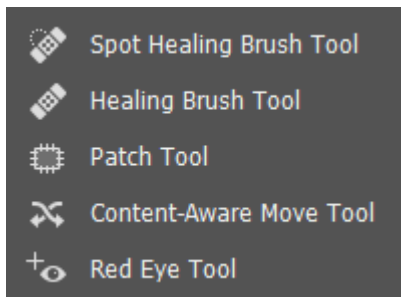 Spot Healing Brush Tool
Healing Brush Tool
Patch Tool
Content-Aware Move Tool
Red Eye Tool